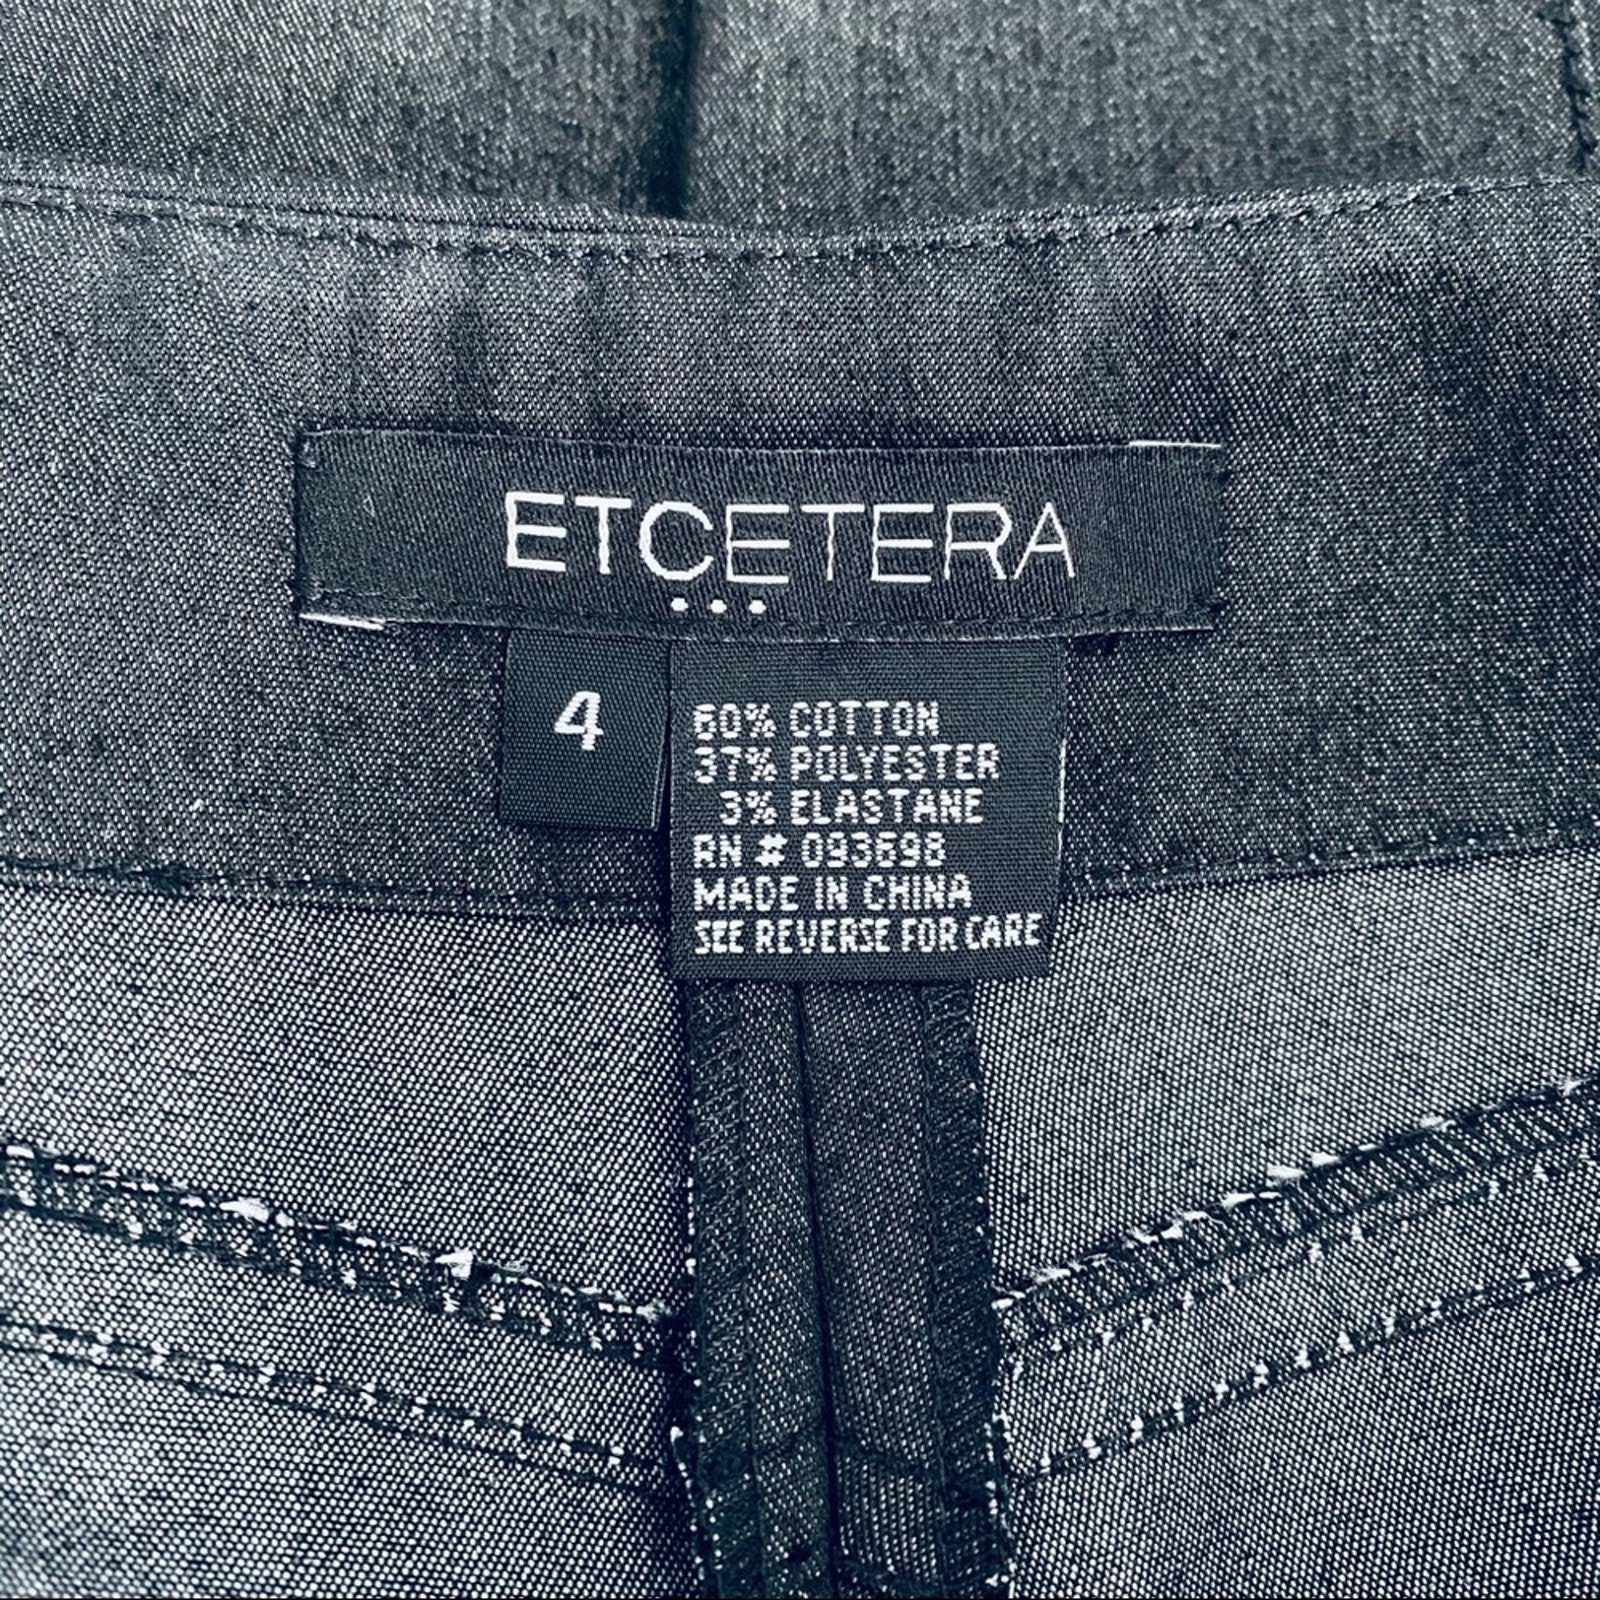 ETCETERA
...
4
60% COTTON
37% POLYESTER
3% ELASTANE
RN # 093698
MADE IN CHINA
SEE REVERSE FOR CARE